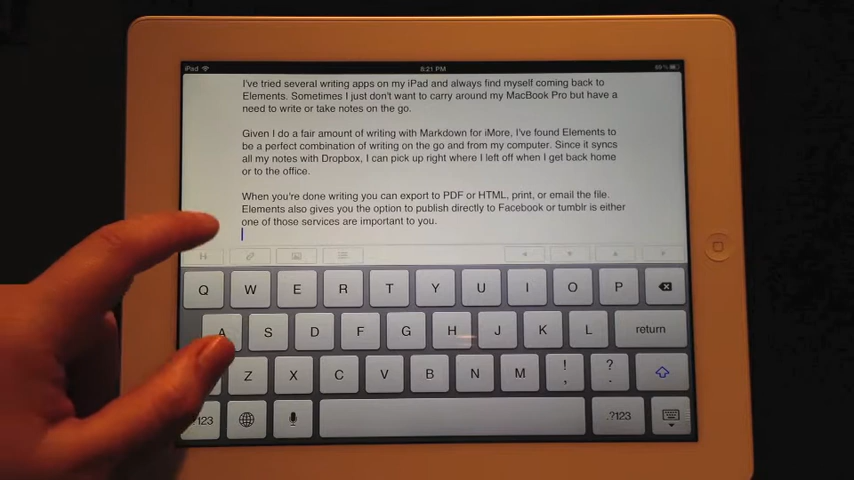 iPad 8:21 PM 69%
I've tried several writing apps on my iPad and always find myself coming back to
Elements. Sometimes I just don't want to carry around my MacBook Pro but have a
need to write or take notes on the go.
Given I do a fair amount of writing with Markdown for iMore, I've found Elements to
be a perfect combination of writing on the go and from my computer. Since it syncs
all my notes with Dropbox, I can pick up right where I left off when I get back home
or to the office.
When you're done writing you can export to PDF or HTML, print, or email the file.
Elements also gives you the option to publish directly to Facebook or tumblr is either
one of those services are important to you.
H
Q W E R T Y U I O P
A S D F G H J K L return
Z X C V B N M ! , ? .
.?123 .?123